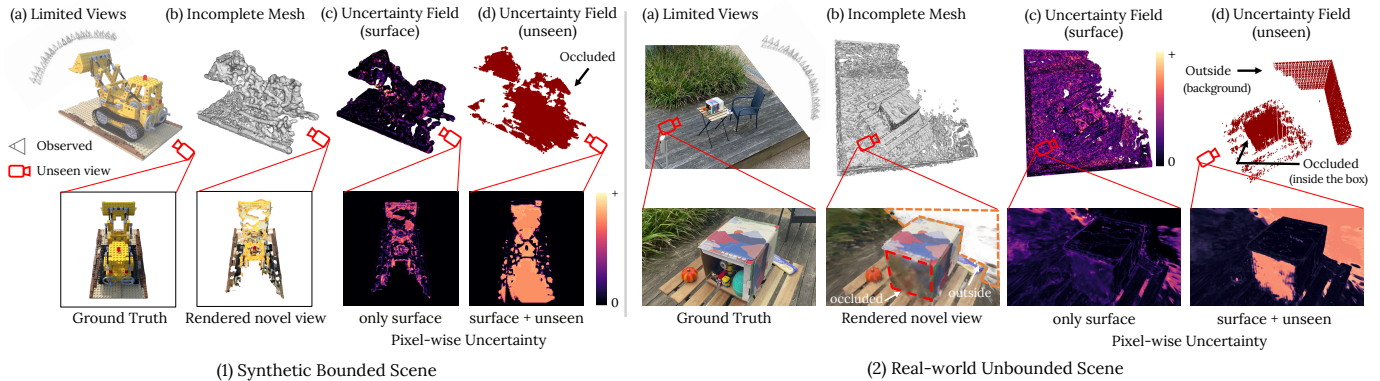 (a) Limited Views
(b) Incomplete Mesh
(c) Uncertainty Field
(surface)
(d) Uncertainty Field
(unseen)
Occluded
Observed
Unseen view
+
0
Ground Truth
Rendered novel view
only surface
surface + unseen
Pixel-wise Uncertainty
(1) Synthetic Bounded Scene
(a) Limited Views
(b) Incomplete Mesh
(c) Uncertainty Field
(surface)
(d) Uncertainty Field
(unseen)
+
0
Outside
(background)
Occluded
(inside the box)
occluded
outside
Ground Truth
Rendered novel view
only surface
surface + unseen
Pixel-wise Uncertainty
(2) Real-world Unbounded Scene